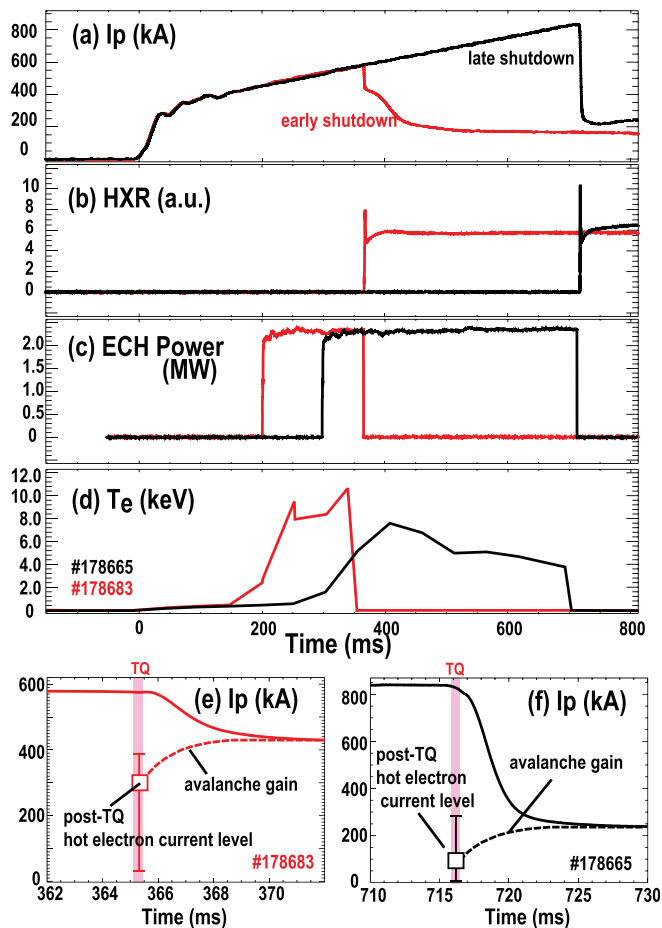 (a) Ip (kA)
800
600
400
200
0
late shutdown
early shutdown
(b) HXR (a.u.)
10
8
6
4
2
0
(c) ECH Power
(MW)
2.0
1.5
1.0
0.5
0.0
(d) Te (keV)
12.0
10.0
8.0
6.0
4.0
2.0
0
#178665
#178683
0 200 400 600 800
Time (ms)
TQ
(e) Ip (kA)
600
400
200
0
avalanche gain
post-TQ
hot electron current level
#178683
362 364 366 368 370
Time (ms)
TQ
(f) Ip (kA)
800
600
400
200
0
post-TQ
hot electron
current level
avalanche gain
#178665
710 715 720 725 730
Time (ms)